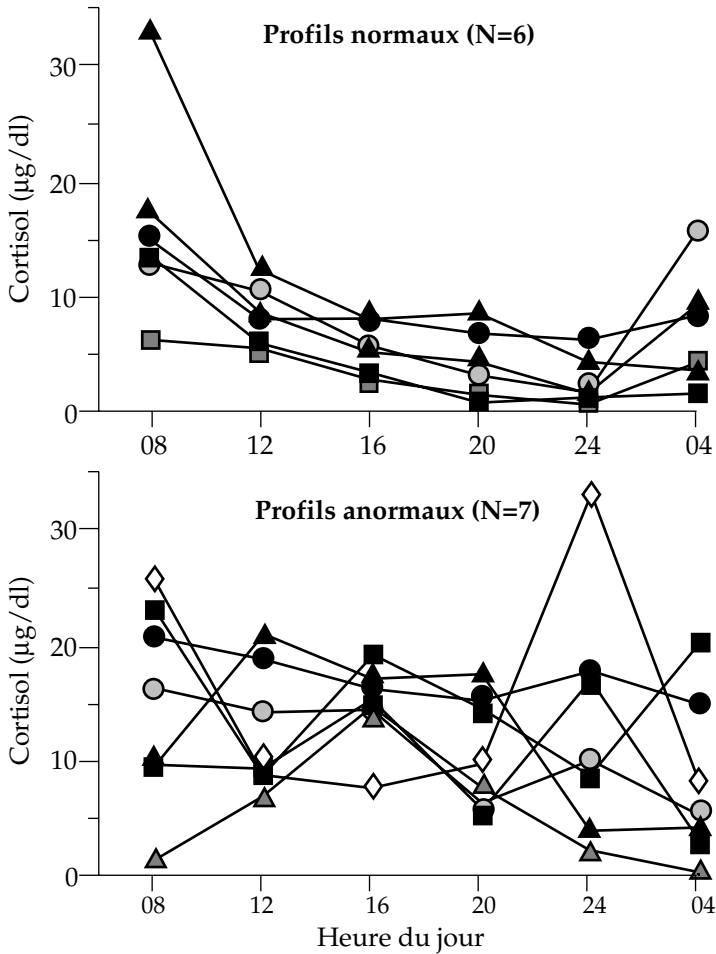 Profils normaux (N=6)
Cortisol (µg/dl)
30
20
10
0
08 12 16 20 24 04
Profils anormaux (N=7)
Cortisol (µg/dl)
30
20
10
0
08 12 16 20 24 04
Heure du jour